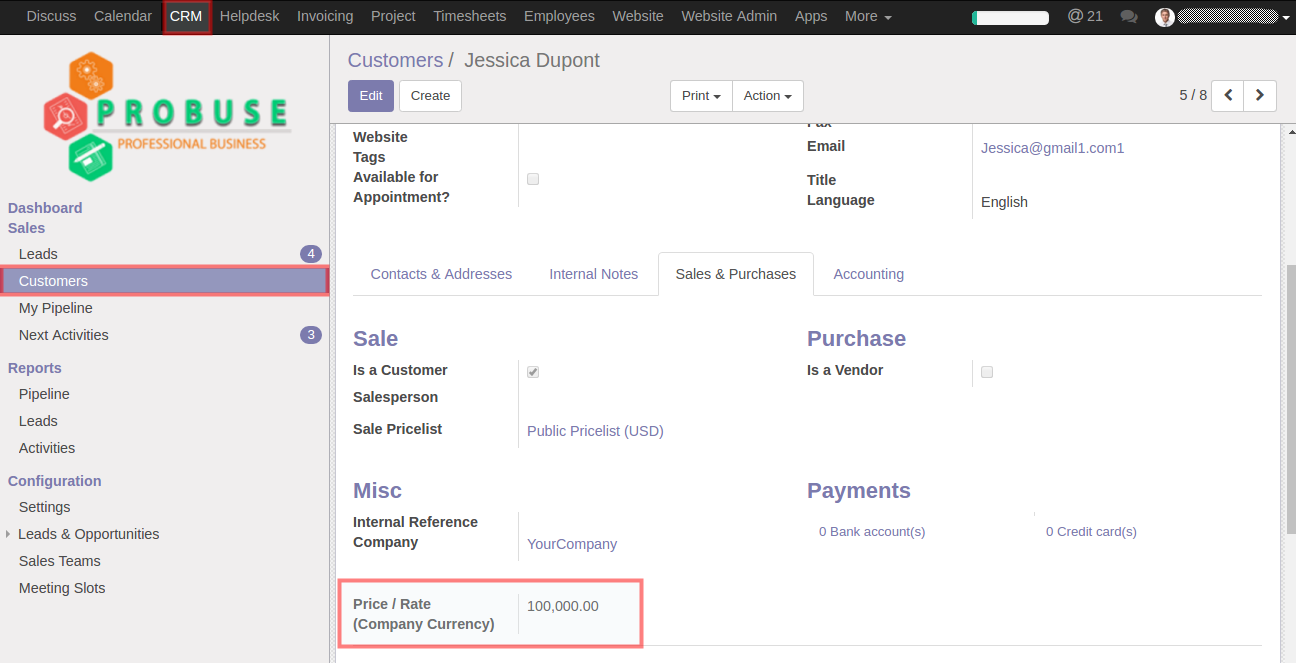 Discuss Calendar CRM Helpdesk Invoicing Project Timesheets Employees Website Website Admin Apps More @ 21
PROBUSE
PROFESSIONAL BUSINESS
Dashboard
Sales
Leads 4
Customers
My Pipeline
Next Activities 3
Reports
Pipeline
Leads
Activities
Configuration
Settings
Leads & Opportunities
Sales Teams
Meeting Slots
Customers / Jessica Dupont
Edit Create Print Action 5 / 8
Website
Tags
Available for
Appointment?
Fax
Email Jessica@gmail1.com1
Title
Language English
Contacts & Addresses Internal Notes Sales & Purchases Accounting
Sale
Is a Customer
Salesperson
Sale Pricelist Public Pricelist (USD)
Purchase
Is a Vendor
Misc
Internal Reference
Company YourCompany
Payments
0 Bank account(s) 0 Credit card(s)
Price / Rate 100,000.00
(Company Currency)